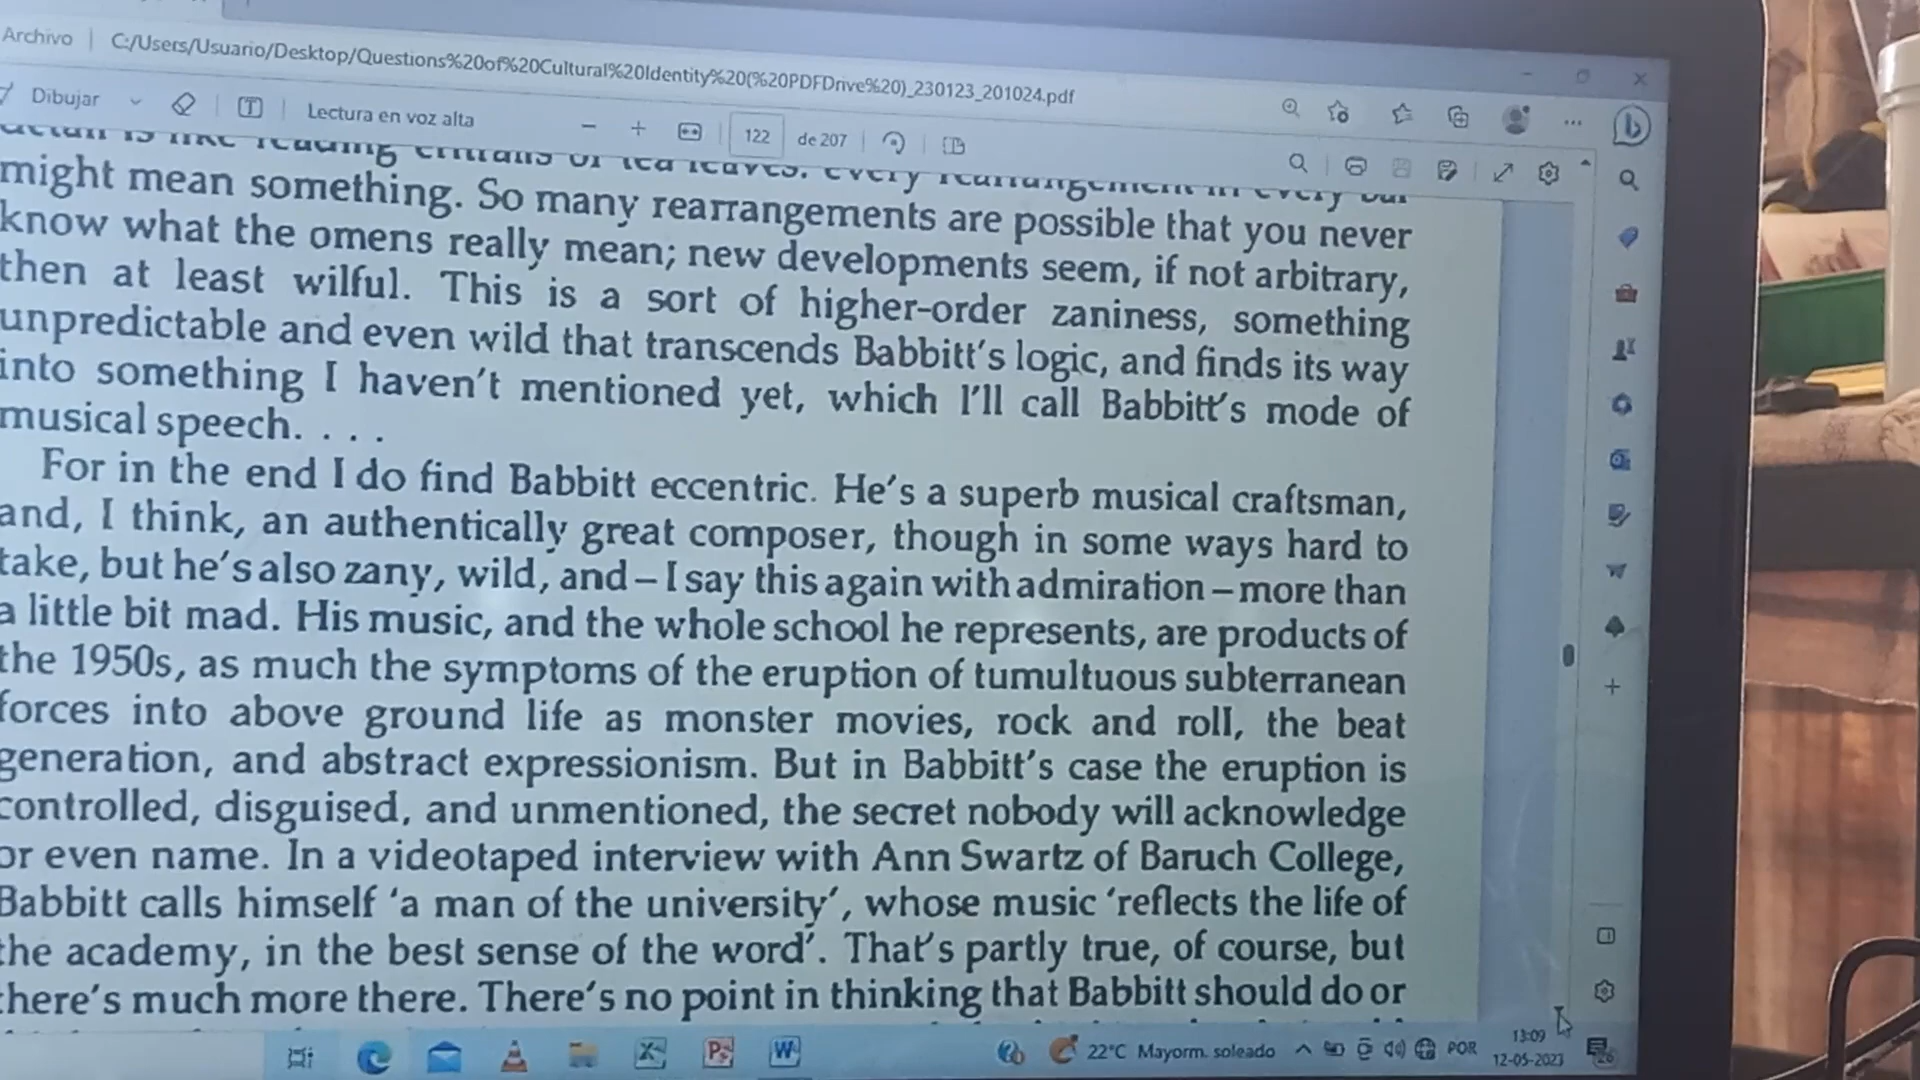 Archivo
C:/Users/Usuario/Desktop/Questions%20of%20Cultural%20Identity%20(%20PDFDrive%20)_230123_201024.pdf
Dibujar
Lectura en voz alta
122
de 207
is like reading entrails or tea leaves: every rearrangement in every bar
might mean something. So many rearrangements are possible that you never
know what the omens really mean; new developments seem, if not arbitrary,
then at least wilful. This is a sort of higher-order zaniness, something
unpredictable and even wild that transcends Babbitt's logic, and finds its way
into something I haven't mentioned yet, which I'll call Babbitt's mode of
musical speech. . . .
For in the end I do find Babbitt eccentric. He's a superb musical craftsman,
and, I think, an authentically great composer, though in some ways hard to
take, but he's also zany, wild, and – I say this again with admiration – more than
a little bit mad. His music, and the whole school he represents, are products of
the 1950s, as much the symptoms of the eruption of tumultuous subterranean
forces into above ground life as monster movies, rock and roll, the beat
generation, and abstract expressionism. But in Babbitt's case the eruption is
controlled, disguised, and unmentioned, the secret nobody will acknowledge
or even name. In a videotaped interview with Ann Swartz of Baruch College,
Babbitt calls himself 'a man of the university', whose music 'reflects the life of
the academy, in the best sense of the word'. That's partly true, of course, but
there's much more there. There's no point in thinking that Babbitt should do or
22°C Mayorm. soleado
POR
13:09
12-05-2023